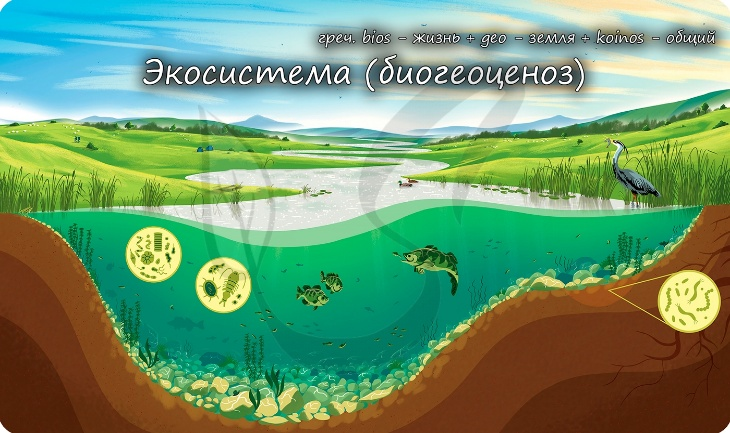 греч. bios – жизнь + geo – земля + koinos – общий
Экосистема (биогеоценоз)